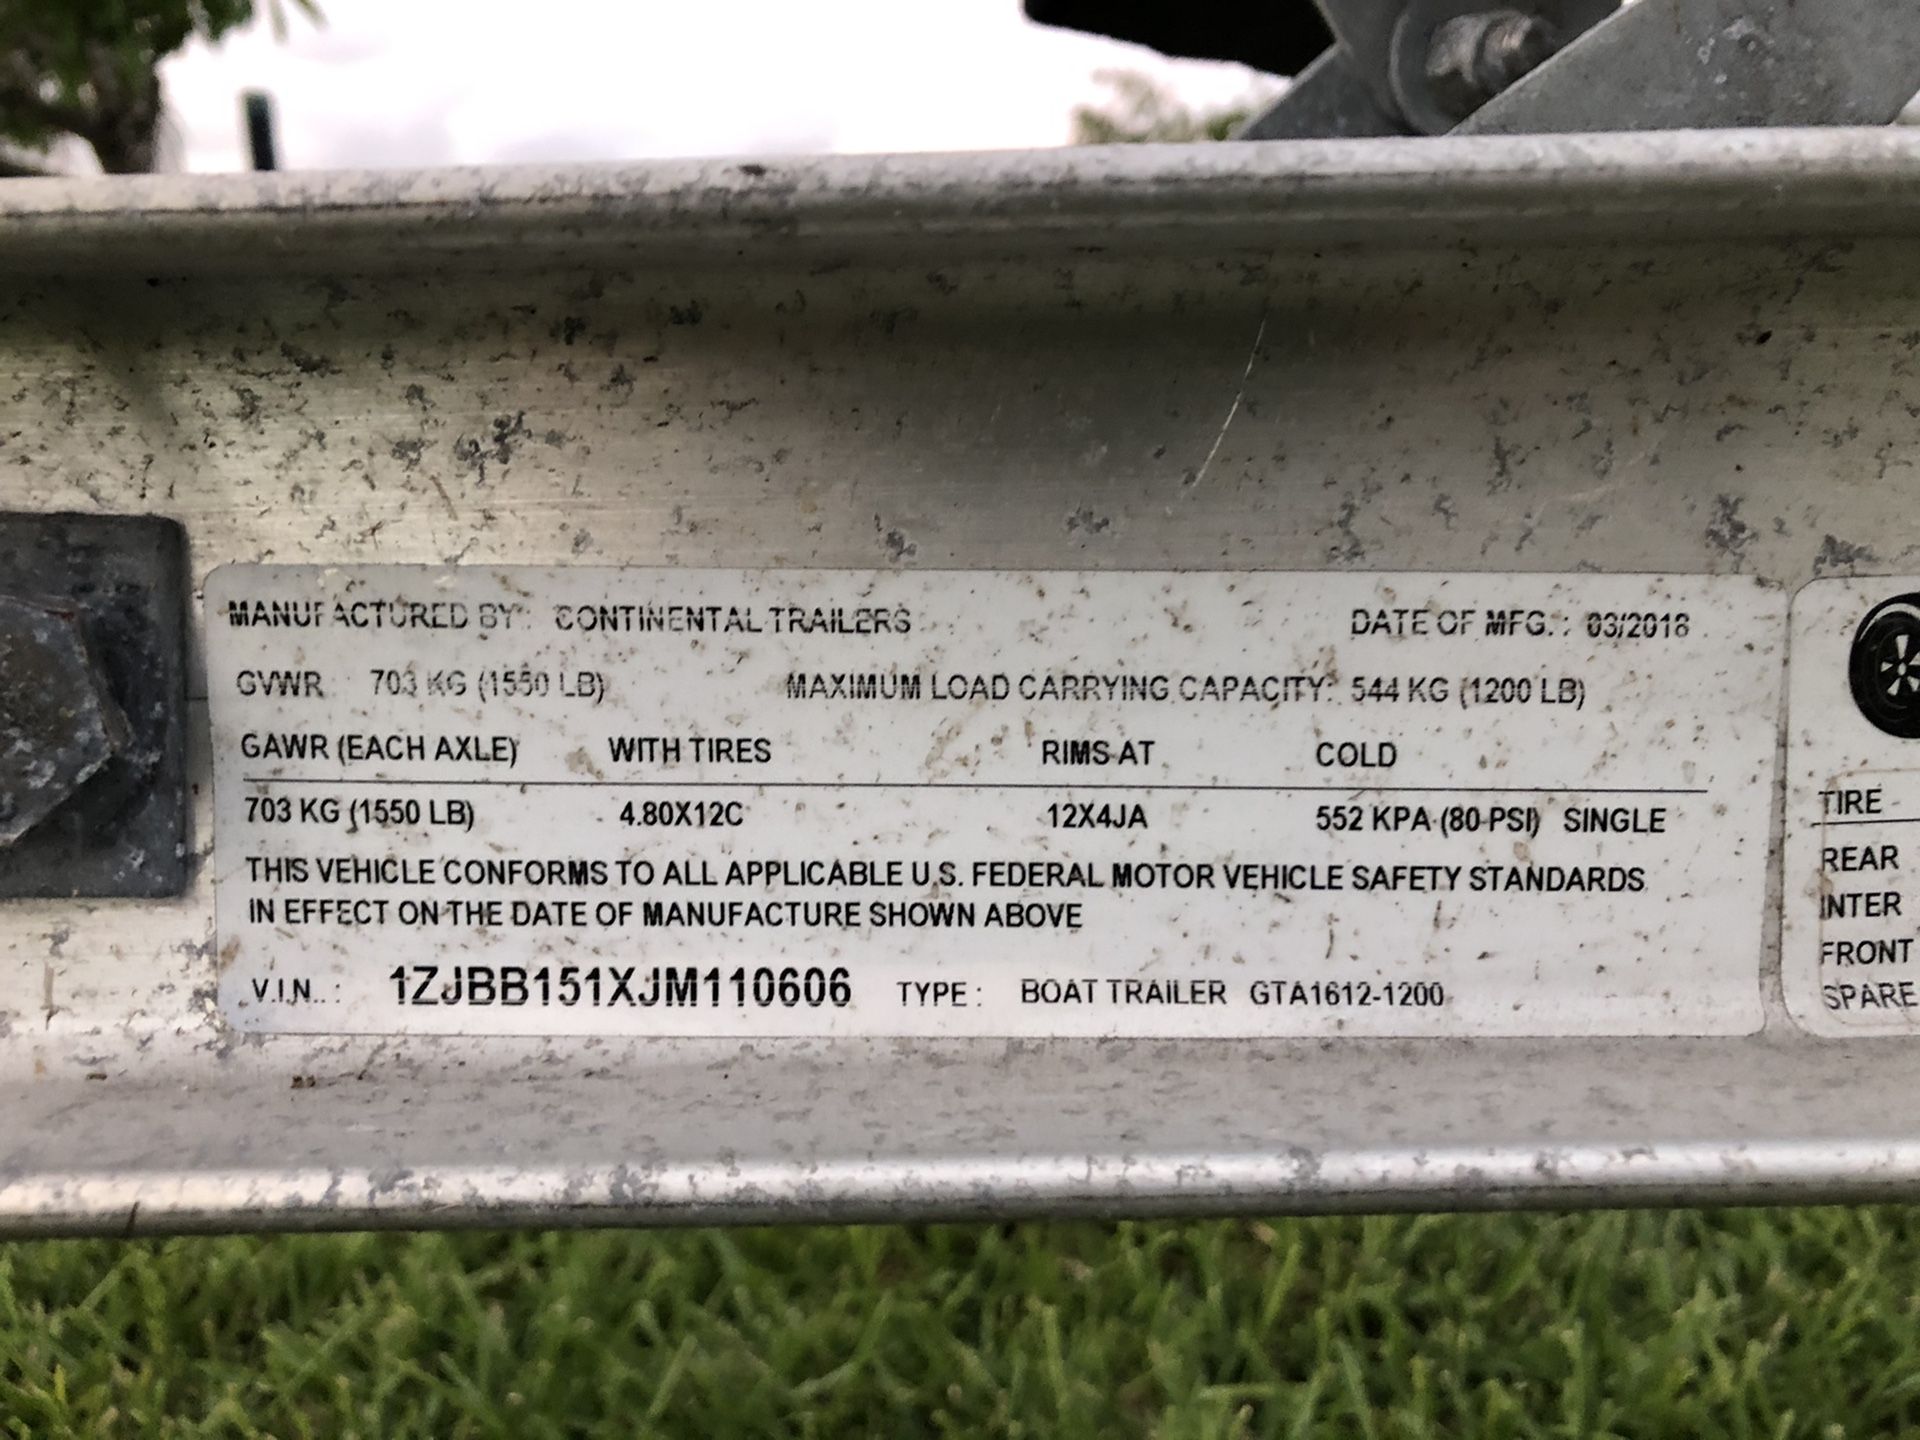 MANUFACTURED BY: CONTINENTAL TRAILERS DATE OF MFG.: 03/2018
GVWR 703 KG (1550 LB) MAXIMUM LOAD CARRYING CAPACITY: 544 KG (1200 LB)
GAWR (EACH AXLE) WITH TIRES RIMS AT COLD
703 KG (1550 LB) 4.80X12C 12X4JA 552 KPA (80 PSI) SINGLE
THIS VEHICLE CONFORMS TO ALL APPLICABLE U.S. FEDERAL MOTOR VEHICLE SAFETY STANDARDS
IN EFFECT ON THE DATE OF MANUFACTURE SHOWN ABOVE
V.I.N.: 1ZJBB151XJM110606 TYPE: BOAT TRAILER GTA1612-1200
TIRE
REAR
INTER
FRONT
SPARE